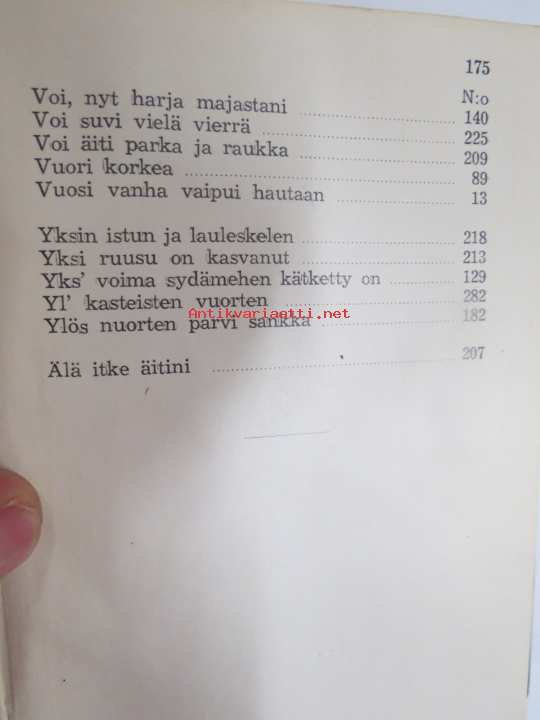 175
N:o
Voi, nyt harja majastani 140
Voi suvi vielä vierrä 225
Voi äiti parka ja raukka 209
Vuori korkea 89
Vuosi vanha vaipui hautaan 13
Yksin istun ja lauleskelen 218
Yksi ruusu on kasvanut 213
Yks' voima sydämehen kätketty on 129
Yl' kasteisten vuorten 282
Antikvariaatti.net
Ylös nuorten parvi sankka 182
Älä itke äitini 207